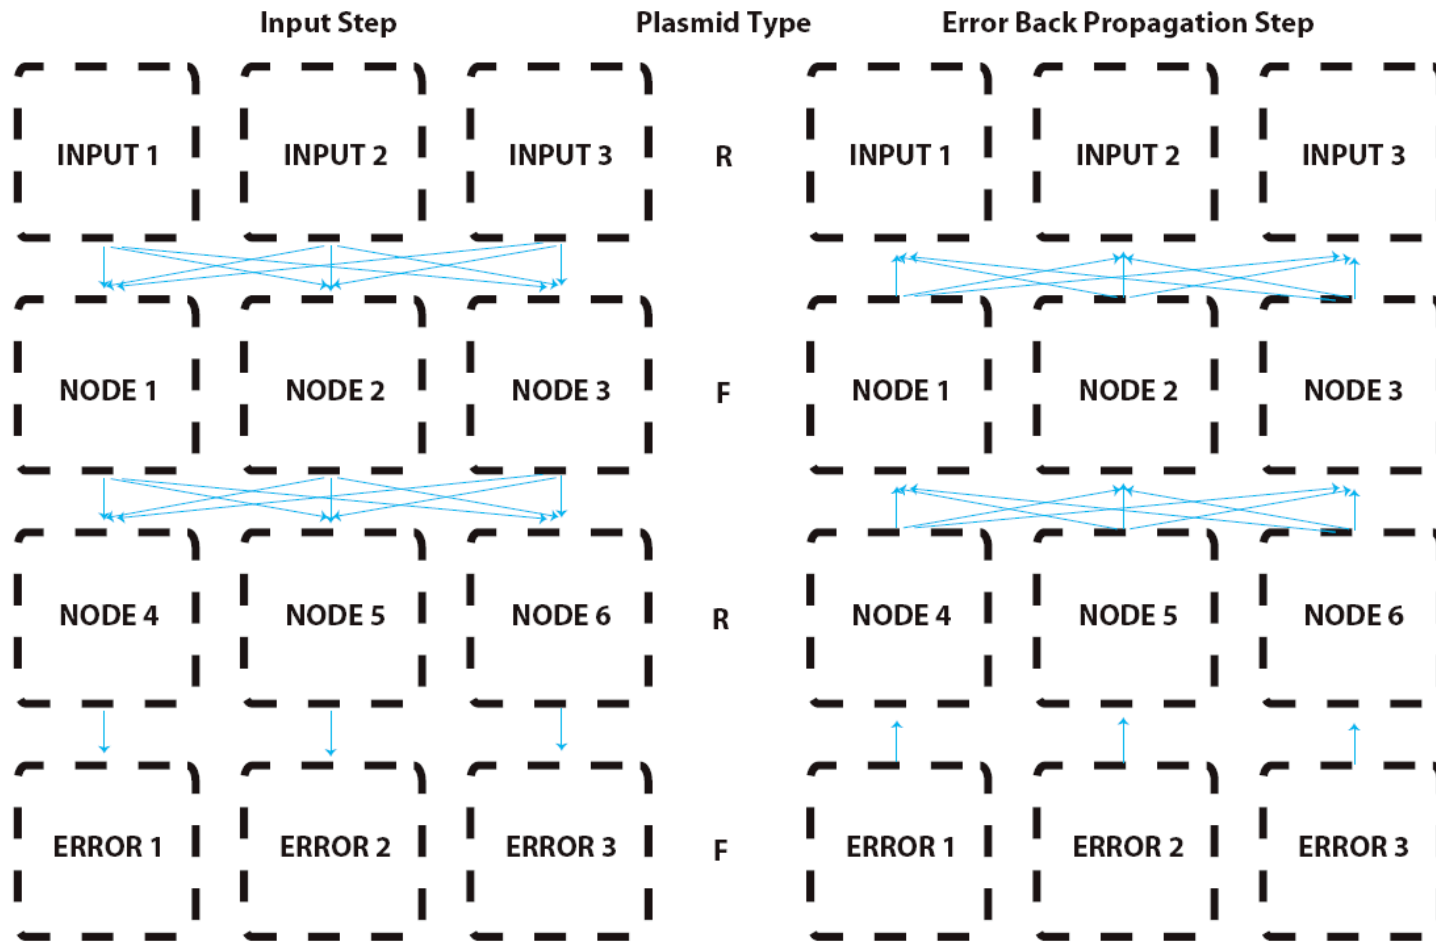 Input Step Plasmid Type Error Back Propagation Step
INPUT 1 INPUT 2 INPUT 3 R INPUT 1 INPUT 2 INPUT 3
NODE 1 NODE 2 NODE 3 F NODE 1 NODE 2 NODE 3
NODE 4 NODE 5 NODE 6 R NODE 4 NODE 5 NODE 6
ERROR 1 ERROR 2 ERROR 3 F ERROR 1 ERROR 2 ERROR 3